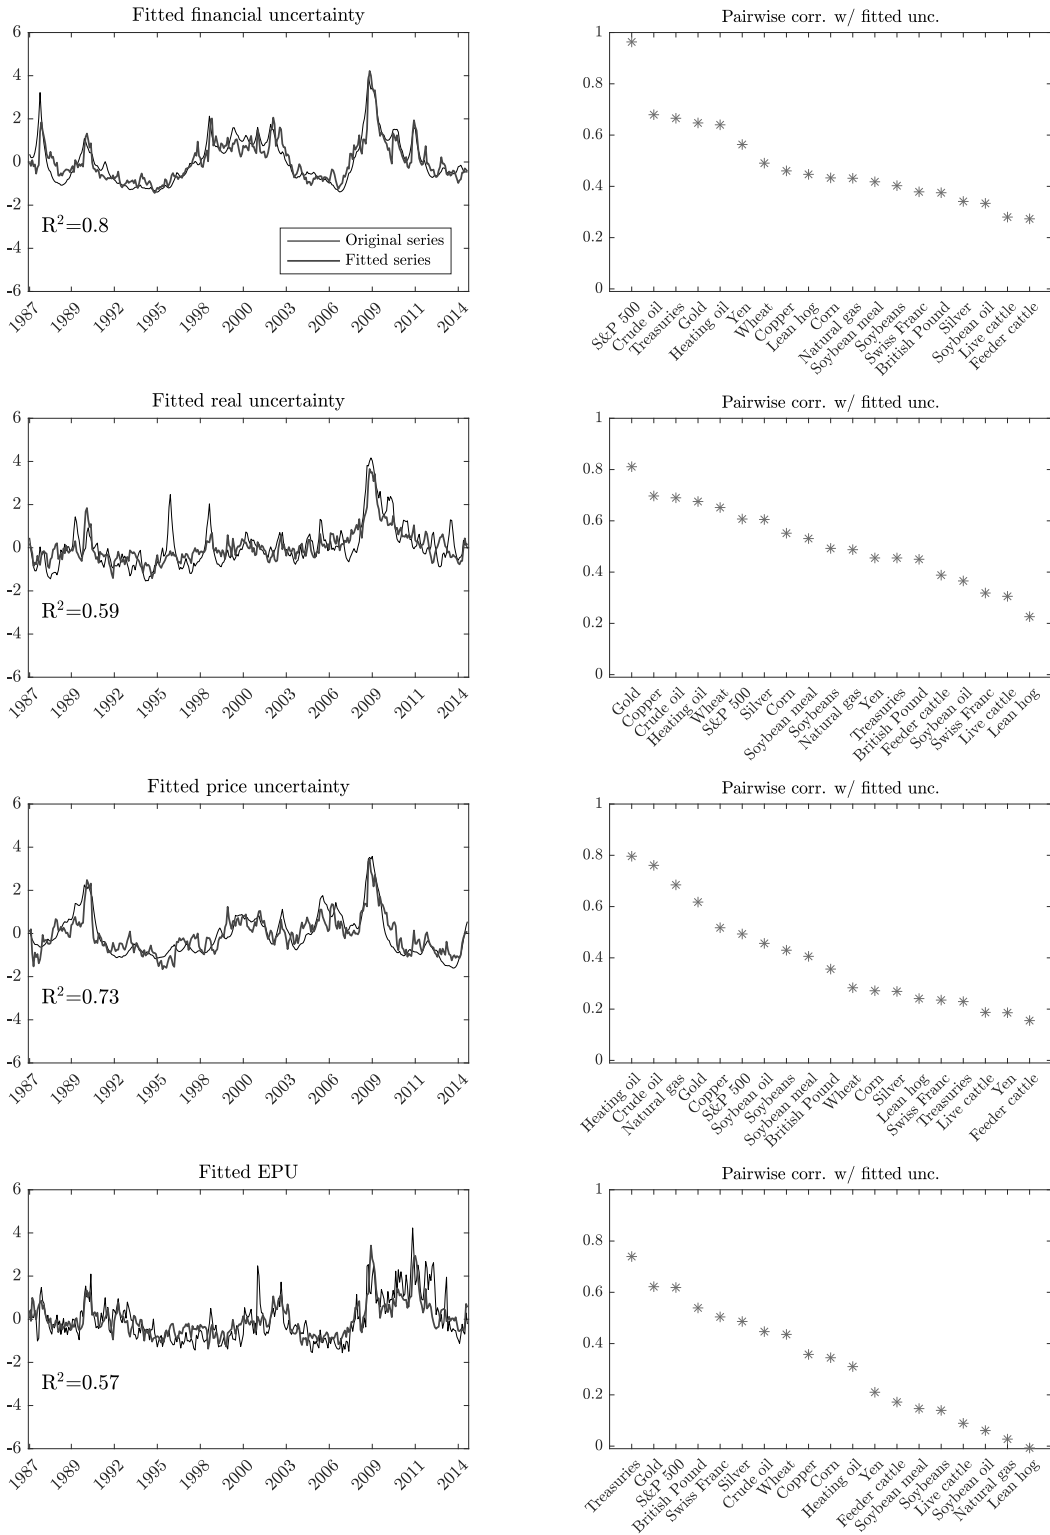 Fitted financial uncertainty
6
4
2
0
-2
-4
-6
R²=0.8
Original series
Fitted series
1987
1989
1992
1995
1998
2000
2003
2006
2009
2011
2014
Pairwise corr. w/ fitted unc.
1
0.8
0.6
0.4
0.2
0
S&P 500
Crude oil
Treasuries
Gold
Heating oil
Yen
Wheat
Copper
Lean hog
Corn
Natural gas
Soybean meal
Soybeans
Swiss Franc
British Pound
Silver
Soybean oil
Live cattle
Feeder cattle
Fitted real uncertainty
6
4
2
0
-2
-4
-6
R²=0.59
1987
1989
1992
1995
1998
2000
2003
2006
2009
2011
2014
Pairwise corr. w/ fitted unc.
1
0.8
0.6
0.4
0.2
0
Gold
Copper
Crude oil
Heating oil
Wheat
S&P 500
Silver
Corn
Soybean meal
Soybeans
Natural gas
Yen
Treasuries
British Pound
Feeder cattle
Soybean oil
Swiss Franc
Live cattle
Lean hog
Fitted price uncertainty
6
4
2
0
-2
-4
-6
R²=0.73
1987
1989
1992
1995
1998
2000
2003
2006
2009
2011
2014
Pairwise corr. w/ fitted unc.
1
0.8
0.6
0.4
0.2
0
Heating oil
Crude oil
Natural gas
Gold
Copper
S&P 500
Soybean oil
Soybeans
Soybean meal
British Pound
Wheat
Corn
Silver
Lean hog
Swiss Franc
Treasuries
Live cattle
Yen
Feeder cattle
Fitted EPU
6
4
2
0
-2
-4
-6
R²=0.57
1987
1989
1992
1995
1998
2000
2003
2006
2009
2011
2014
Pairwise corr. w/ fitted unc.
1
0.8
0.6
0.4
0.2
0
Treasuries
Gold
S&P 500
British Pound
Swiss Franc
Silver
Crude oil
Wheat
Copper
Corn
Heating oil
Yen
Feeder cattle
Soybean meal
Soybeans
Live cattle
Soybean oil
Natural gas
Lean hog